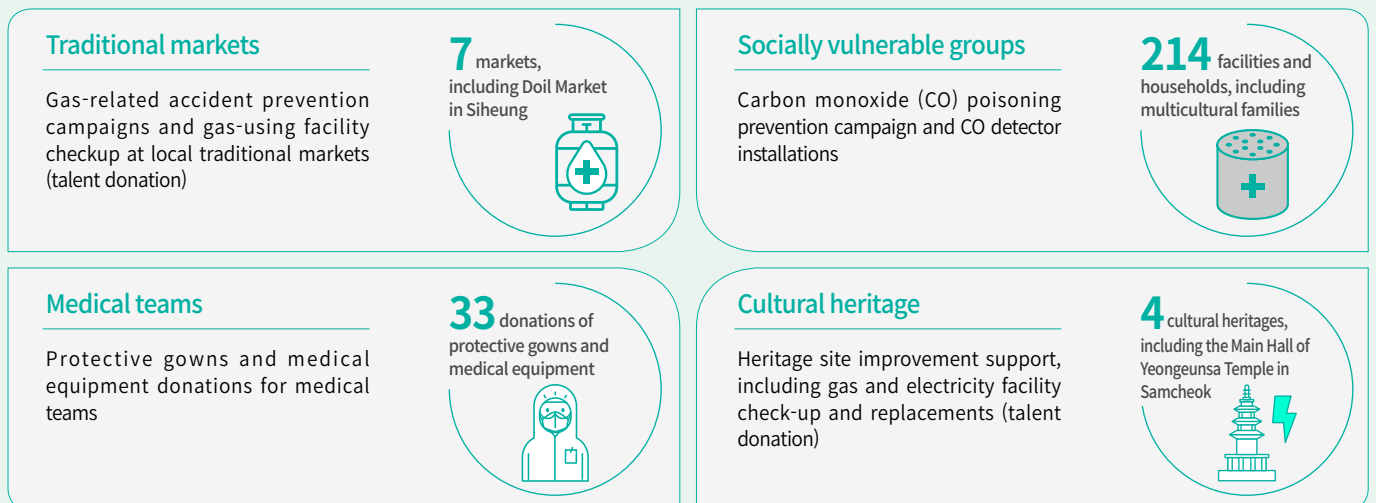 Traditional markets
Gas-related accident prevention
campaigns and gas-using facility
checkup at local traditional markets
(talent donation)
7 markets,
including Doil Market
in Siheung
Socially vulnerable groups
Carbon monoxide (CO) poisoning
prevention campaign and CO detector
installations
214 facilities and
households, including
multicultural families
Medical teams
Protective gowns and medical
equipment donations for medical
teams
33 donations of
protective gowns and
medical equipment
Cultural heritage
Heritage site improvement support,
including gas and electricity facility
check-up and replacements (talent
donation)
4 cultural heritages,
including the Main Hall of
Yeongeunsa Temple in
Samcheok